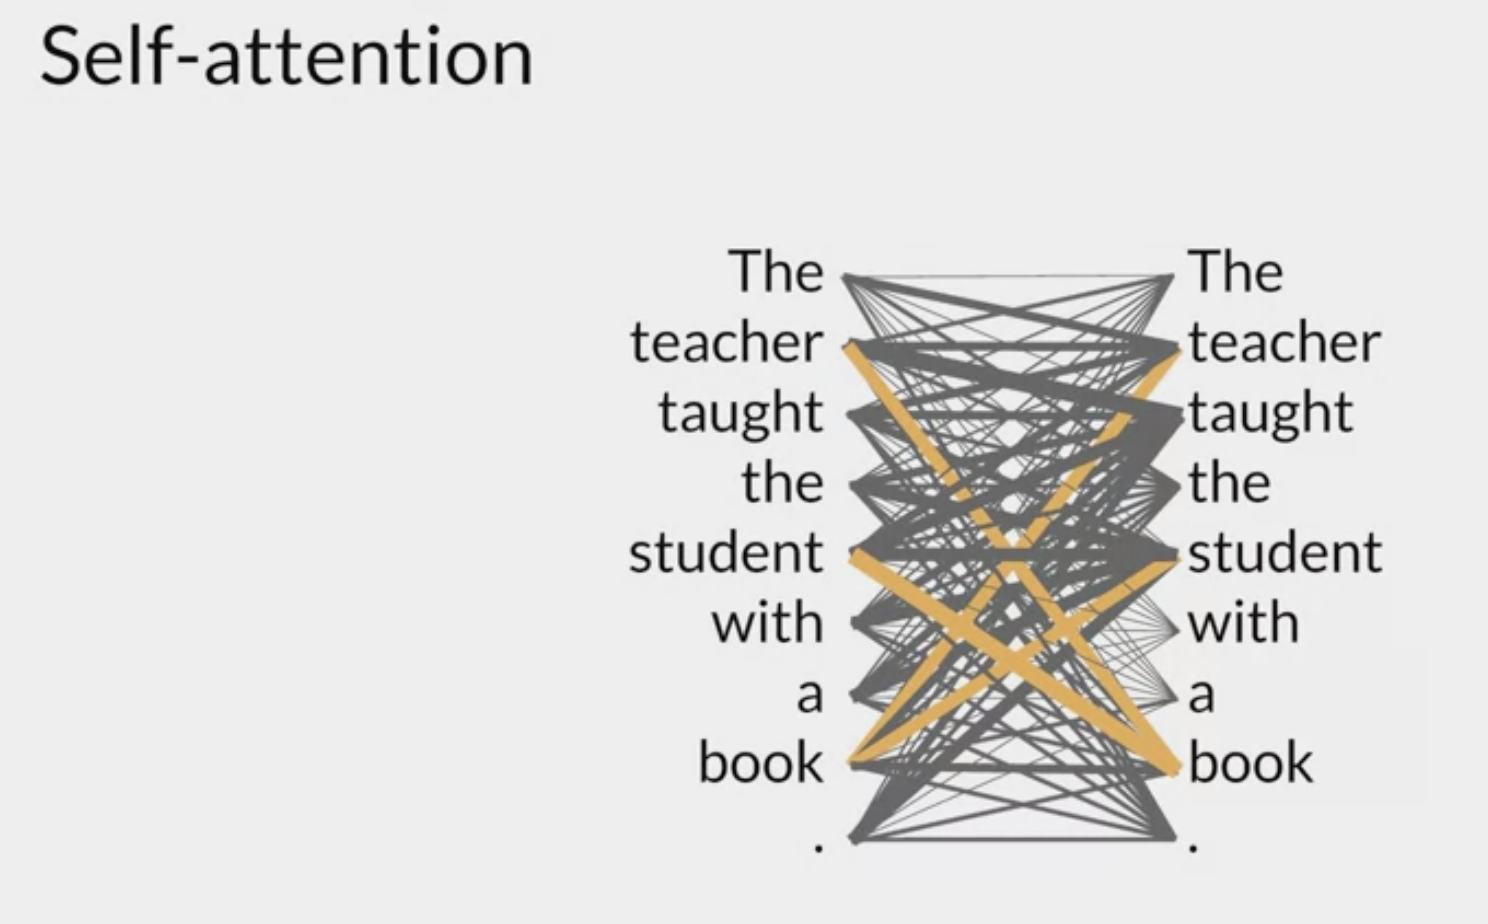 Self-attention
The The
teacher teacher
taught taught
the the
student student
with with
a a
book book
. .